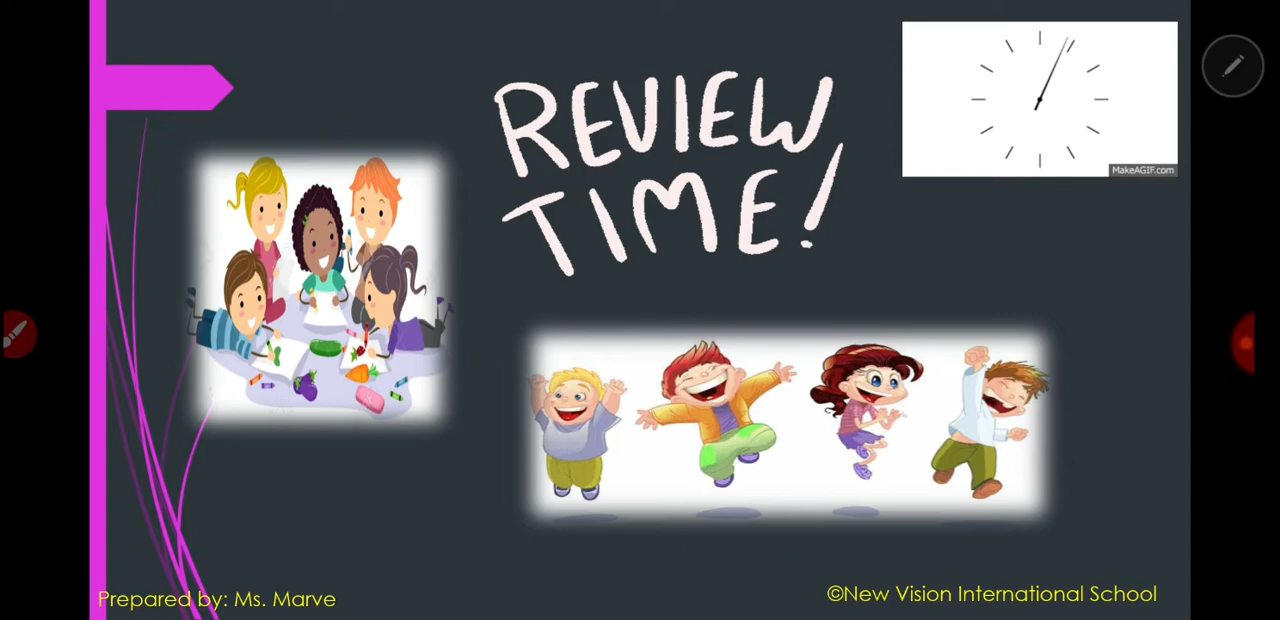 REVIEW
TIME!
MakeAGIF.com
Prepared by: Ms. Marve
©New Vision International School